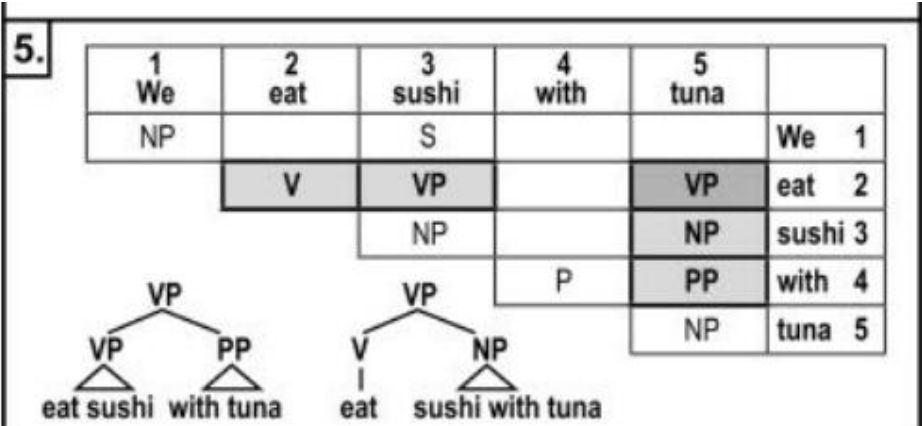 5.
1 2 3 4 5
We eat sushi with tuna
NP S We 1
V VP VP eat 2
NP NP sushi 3
P PP with 4
NP tuna 5
VP VP
VP PP V NP
eat sushi with tuna eat sushi with tuna